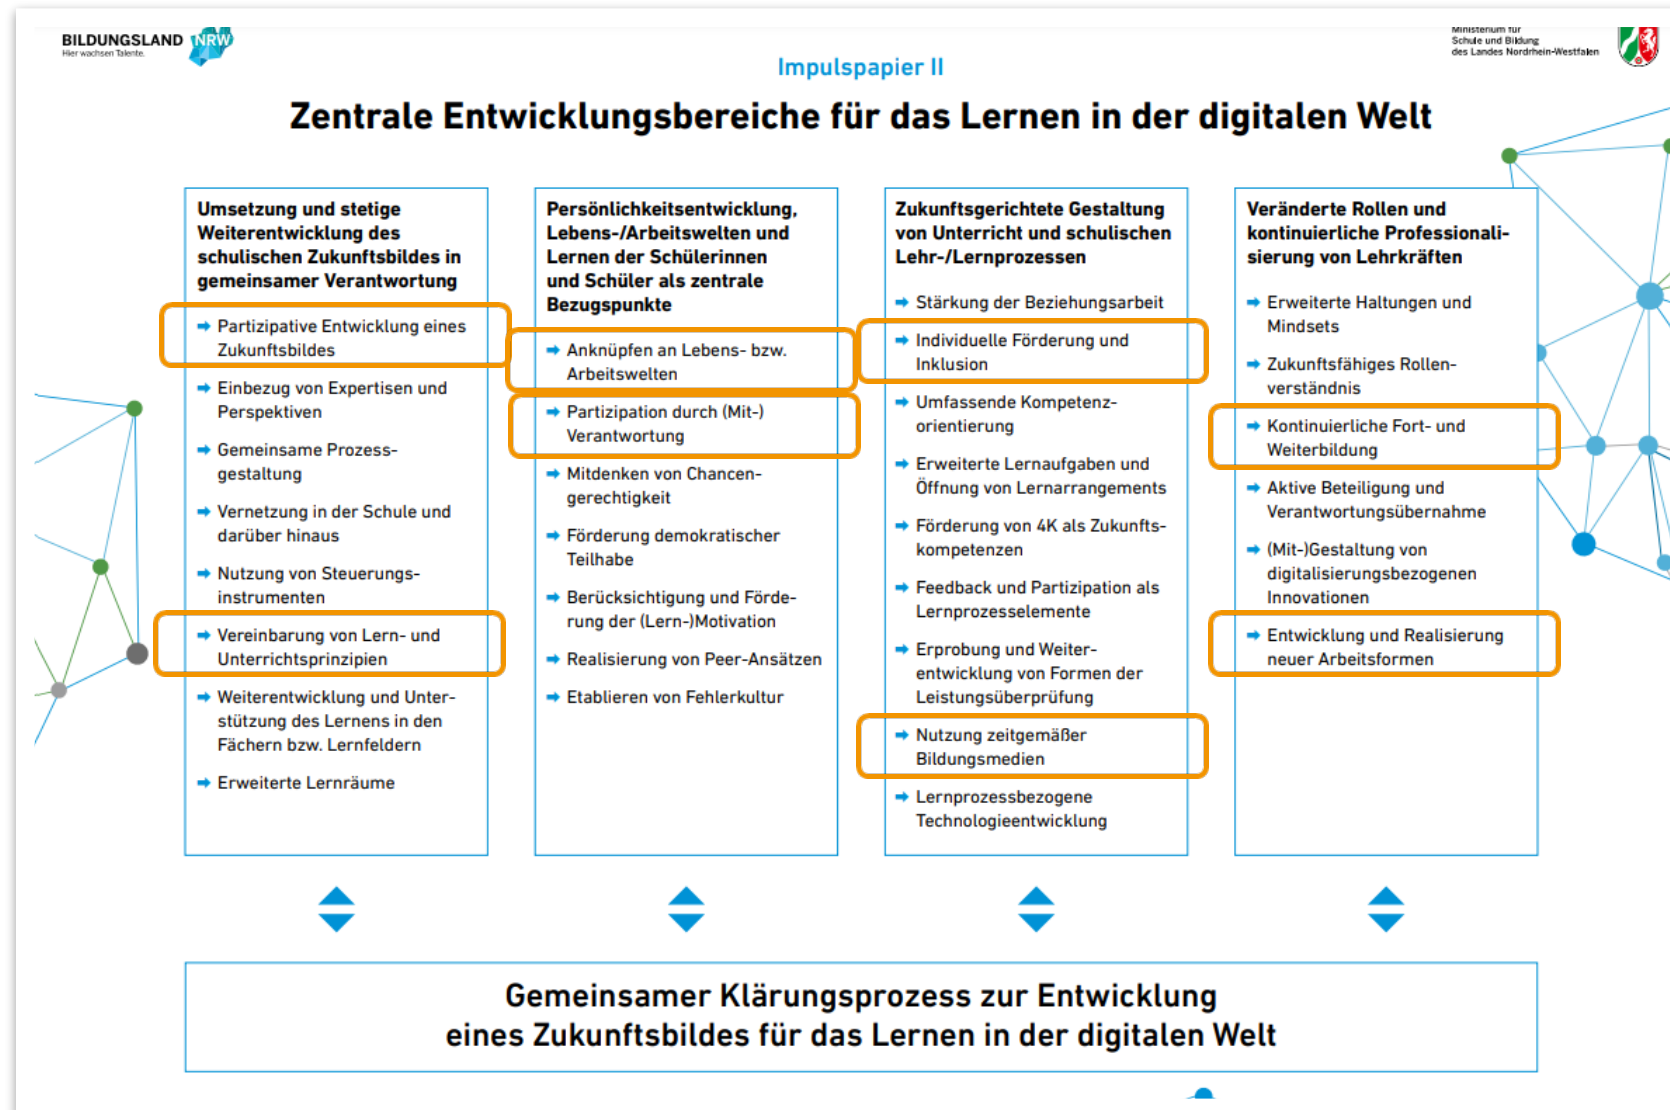 BILDUNGSLAND NRW
Hier wachsen Talente.
Ministerium für
Schule und Bildung
des Landes Nordrhein-Westfalen
Impulspapier II
Zentrale Entwicklungsbereiche für das Lernen in der digitalen Welt
Umsetzung und stetige
Weiterentwicklung des
schulischen Zukunftsbildes in
gemeinsamer Verantwortung
➡ Partizipative Entwicklung eines
Zukunftsbildes
➡ Einbezug von Expertisen und
Perspektiven
➡ Gemeinsame Prozess-
gestaltung
➡ Vernetzung in der Schule und
darüber hinaus
➡ Nutzung von Steuerungs-
instrumenten
➡ Vereinbarung von Lern- und
Unterrichtsprinzipien
➡ Weiterentwicklung und Unter-
stützung des Lernens in den
Fächern bzw. Lernfeldern
➡ Erweiterte Lernräume
Persönlichkeitsentwicklung,
Lebens-/Arbeitswelten und
Lernen der Schülerinnen
und Schüler als zentrale
Bezugspunkte
➡ Anknüpfen an Lebens- bzw.
Arbeitswelten
➡ Partizipation durch (Mit-)
Verantwortung
➡ Mitdenken von Chancen-
gerechtigkeit
➡ Förderung demokratischer
Teilhabe
➡ Berücksichtigung und Förde-
rung der (Lern-)Motivation
➡ Realisierung von Peer-Ansätzen
➡ Etablieren von Fehlerkultur
Zukunftsgerichtete Gestaltung
von Unterricht und schulischen
Lehr-/Lernprozessen
➡ Stärkung der Beziehungsarbeit
➡ Individuelle Förderung und
Inklusion
➡ Umfassende Kompetenz-
orientierung
➡ Erweiterte Lernaufgaben und
Öffnung von Lernarrangements
➡ Förderung von 4K als Zukunfts-
kompetenzen
➡ Feedback und Partizipation als
Lernprozesselemente
➡ Erprobung und Weiter-
entwicklung von Formen der
Leistungsüberprüfung
➡ Nutzung zeitgemäßer
Bildungsmedien
➡ Lernprozessbezogene
Technologieentwicklung
Veränderte Rollen und
kontinuierliche Professionali-
sierung von Lehrkräften
➡ Erweiterte Haltungen und
Mindsets
➡ Zukunftsfähiges Rollen-
verständnis
➡ Kontinuierliche Fort- und
Weiterbildung
➡ Aktive Beteiligung und
Verantwortungsübernahme
➡ (Mit-)Gestaltung von
digitalisierungsbezogenen
Innovationen
➡ Entwicklung und Realisierung
neuer Arbeitsformen
Gemeinsamer Klärungsprozess zur Entwicklung
eines Zukunftsbildes für das Lernen in der digitalen Welt